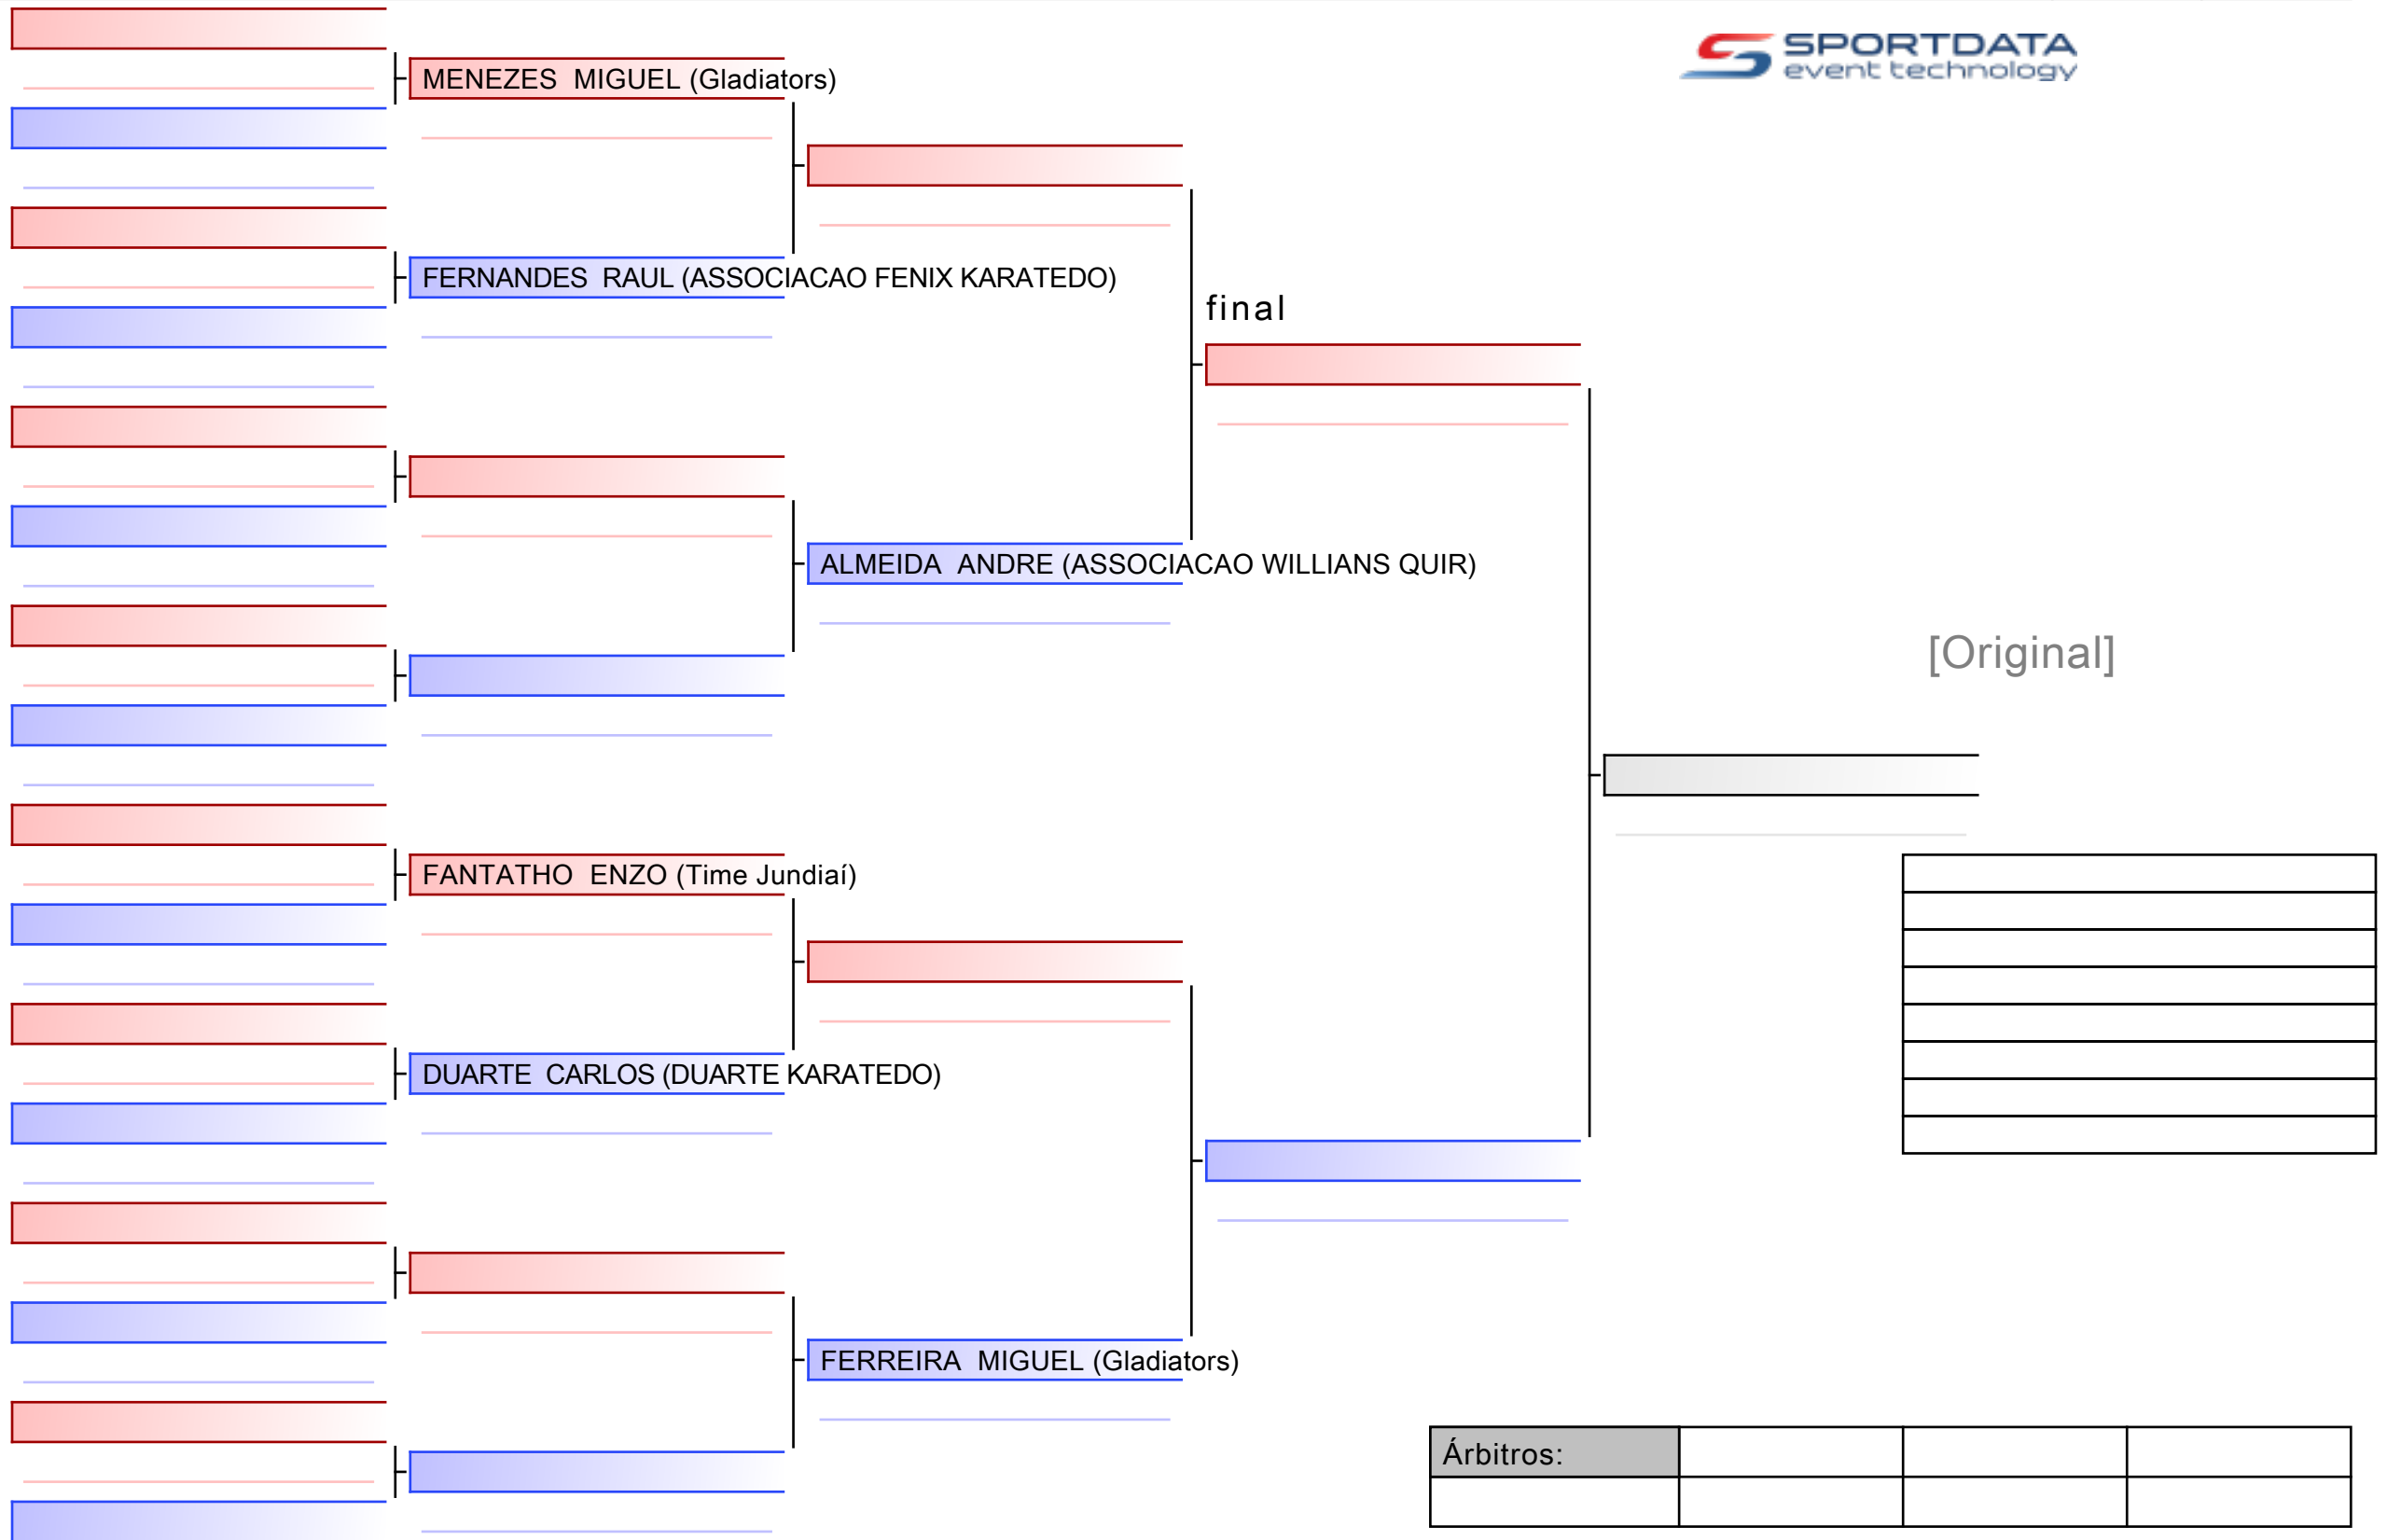 SPORTDATA
event technology
MENEZES MIGUEL (Gladiators)
FERNANDES RAUL (ASSOCIACAO FENIX KARATEDO)
final
ALMEIDA ANDRE (ASSOCIACAO WILLIANS QUIR)
[Original]
FANTATHO ENZO (Time Jundiaí)
DUARTE CARLOS (DUARTE KARATEDO)
FERREIRA MIGUEL (Gladiators)
Árbitros: